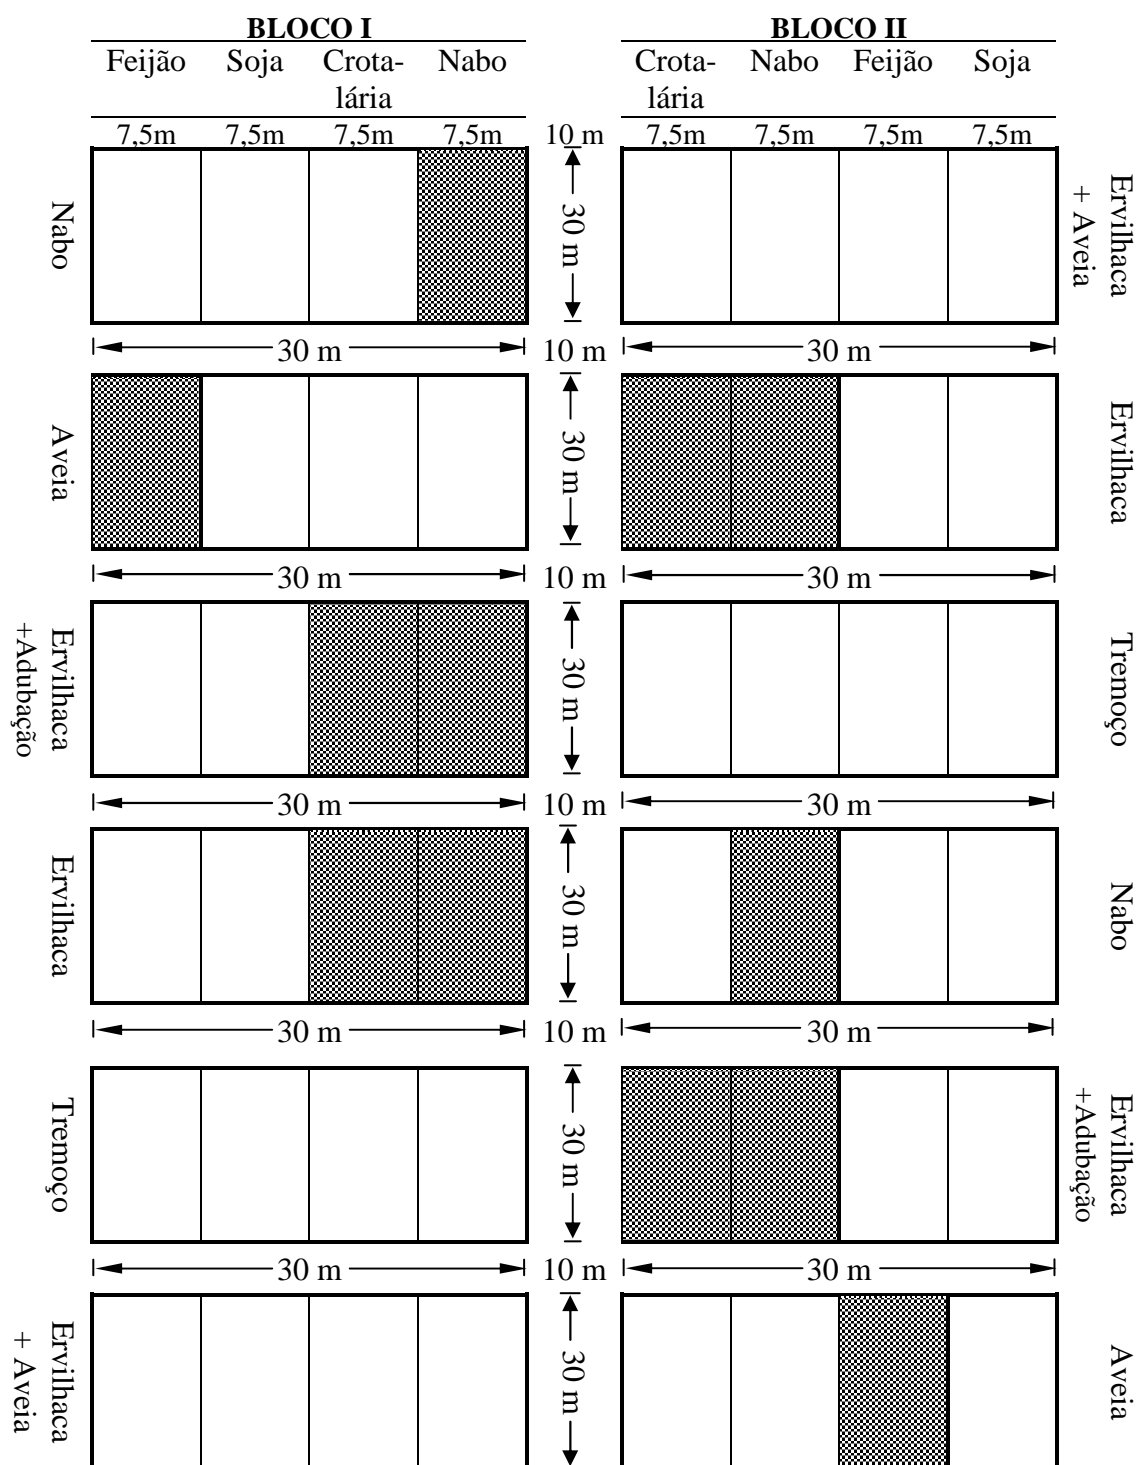 BLOCO I BLOCO II
Feijão Soja Crota- Nabo Crota- Nabo Feijão Soja
lária lária
7,5m 7,5m 7,5m 7,5m 10 m 7,5m 7,5m 7,5m 7,5m
Nabo
30 m
Ervilhaca
+ Aveia
30 m 10 m 30 m
Aveia
30 m
Ervilhaca
30 m 10 m 30 m
Ervilhaca
+Adubação
30 m
Tremoço
30 m 10 m 30 m
Ervilhaca
30 m
Nabo
30 m 10 m 30 m
Tremoço
30 m
Ervilhaca
+Adubação
30 m 10 m 30 m
Ervilhaca
+ Aveia
30 m
Aveia